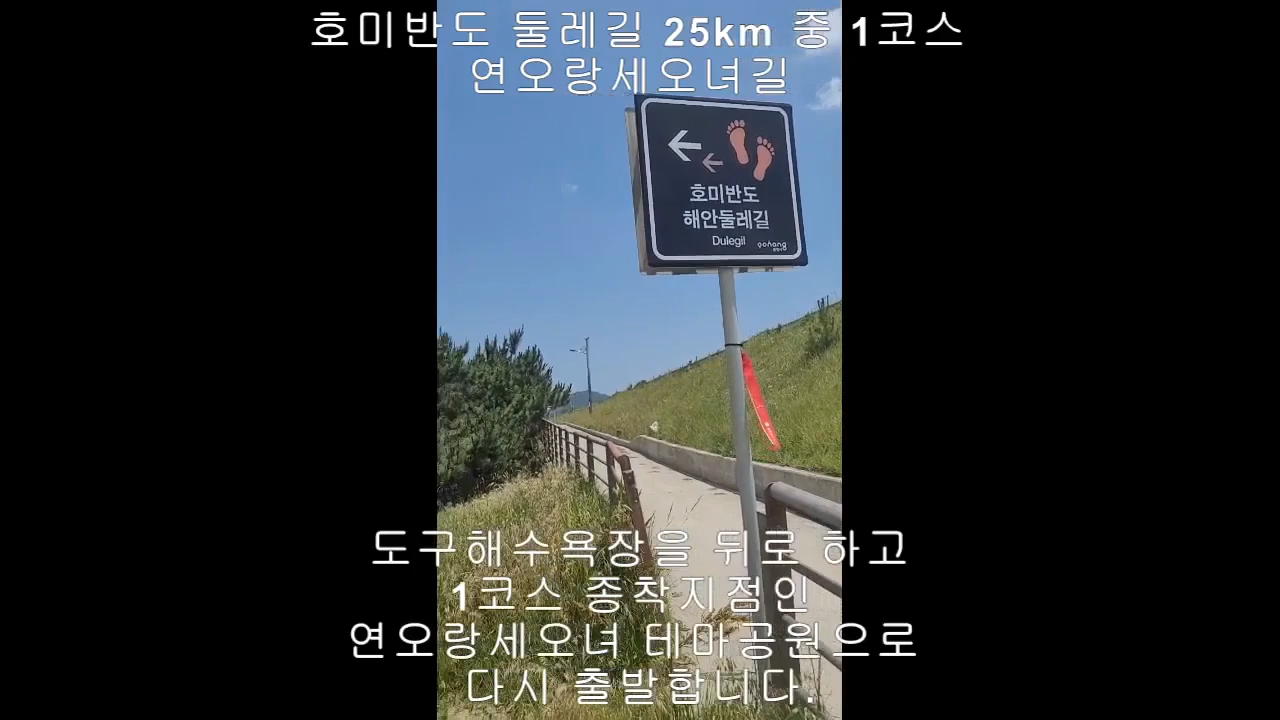 호미반도 둘레길 25km 중 1코스
연오랑세오녀길
호미반도
해안둘레길
Dulegil
pohang
도구해수욕장을 뒤로 하고
1코스 종착지점인
연오랑세오녀 테마공원으로
다시 출발합니다.